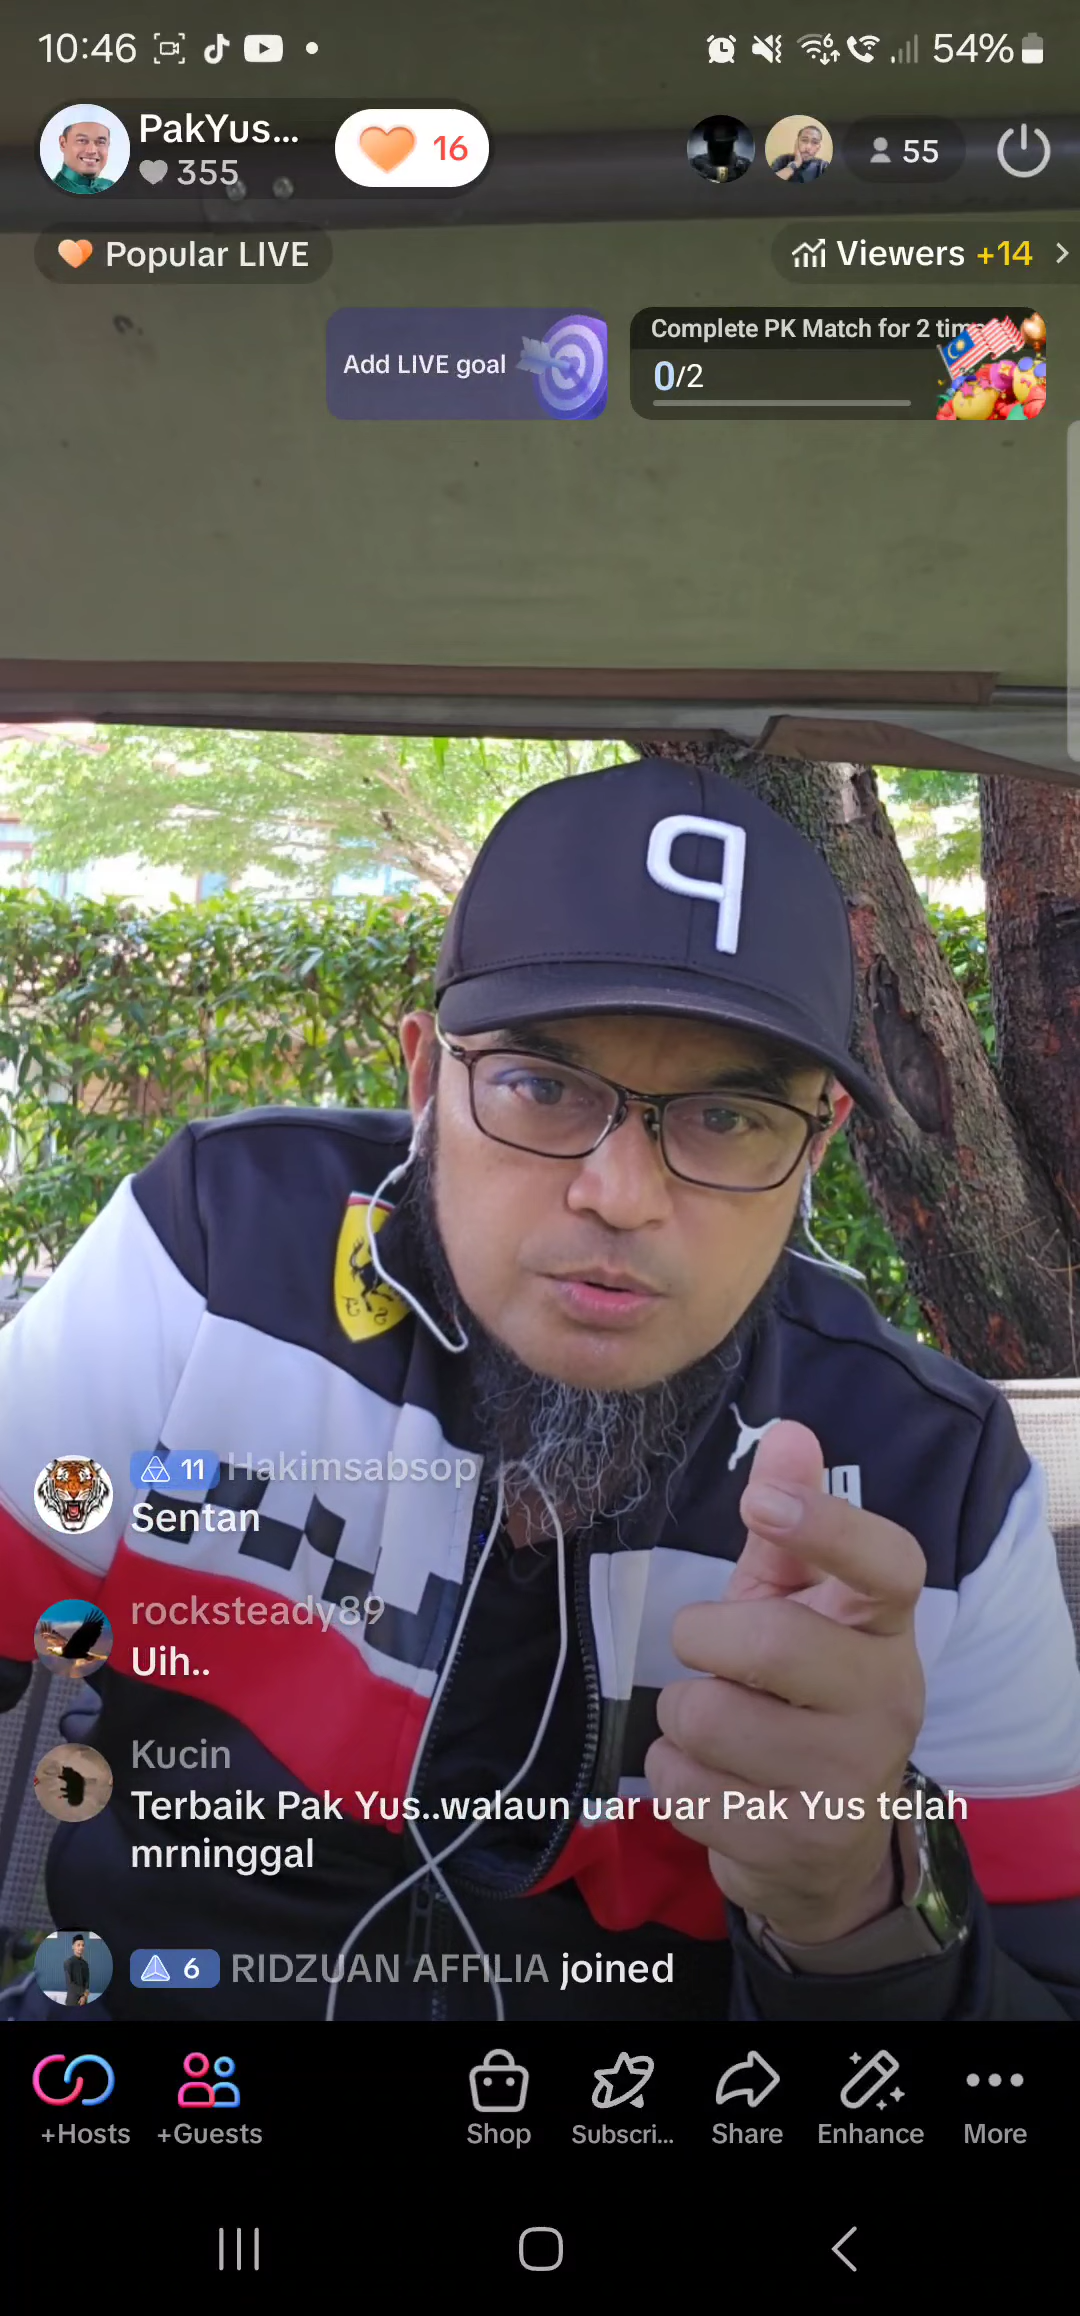 10:46
54%
PakYus...
355
16
55
Popular LIVE
Viewers +14
Add LIVE goal
Complete PK Match for 2 tim
0/2
11 Hakimsabsop
Sentan
rocksteady89
Uih..
Kucin
Terbaik Pak Yus..walaun uar uar Pak Yus telah
mrninggal
6 RIDZUAN AFFILIA joined
+Hosts
+Guests
Shop
Subscri...
Share
Enhance
More